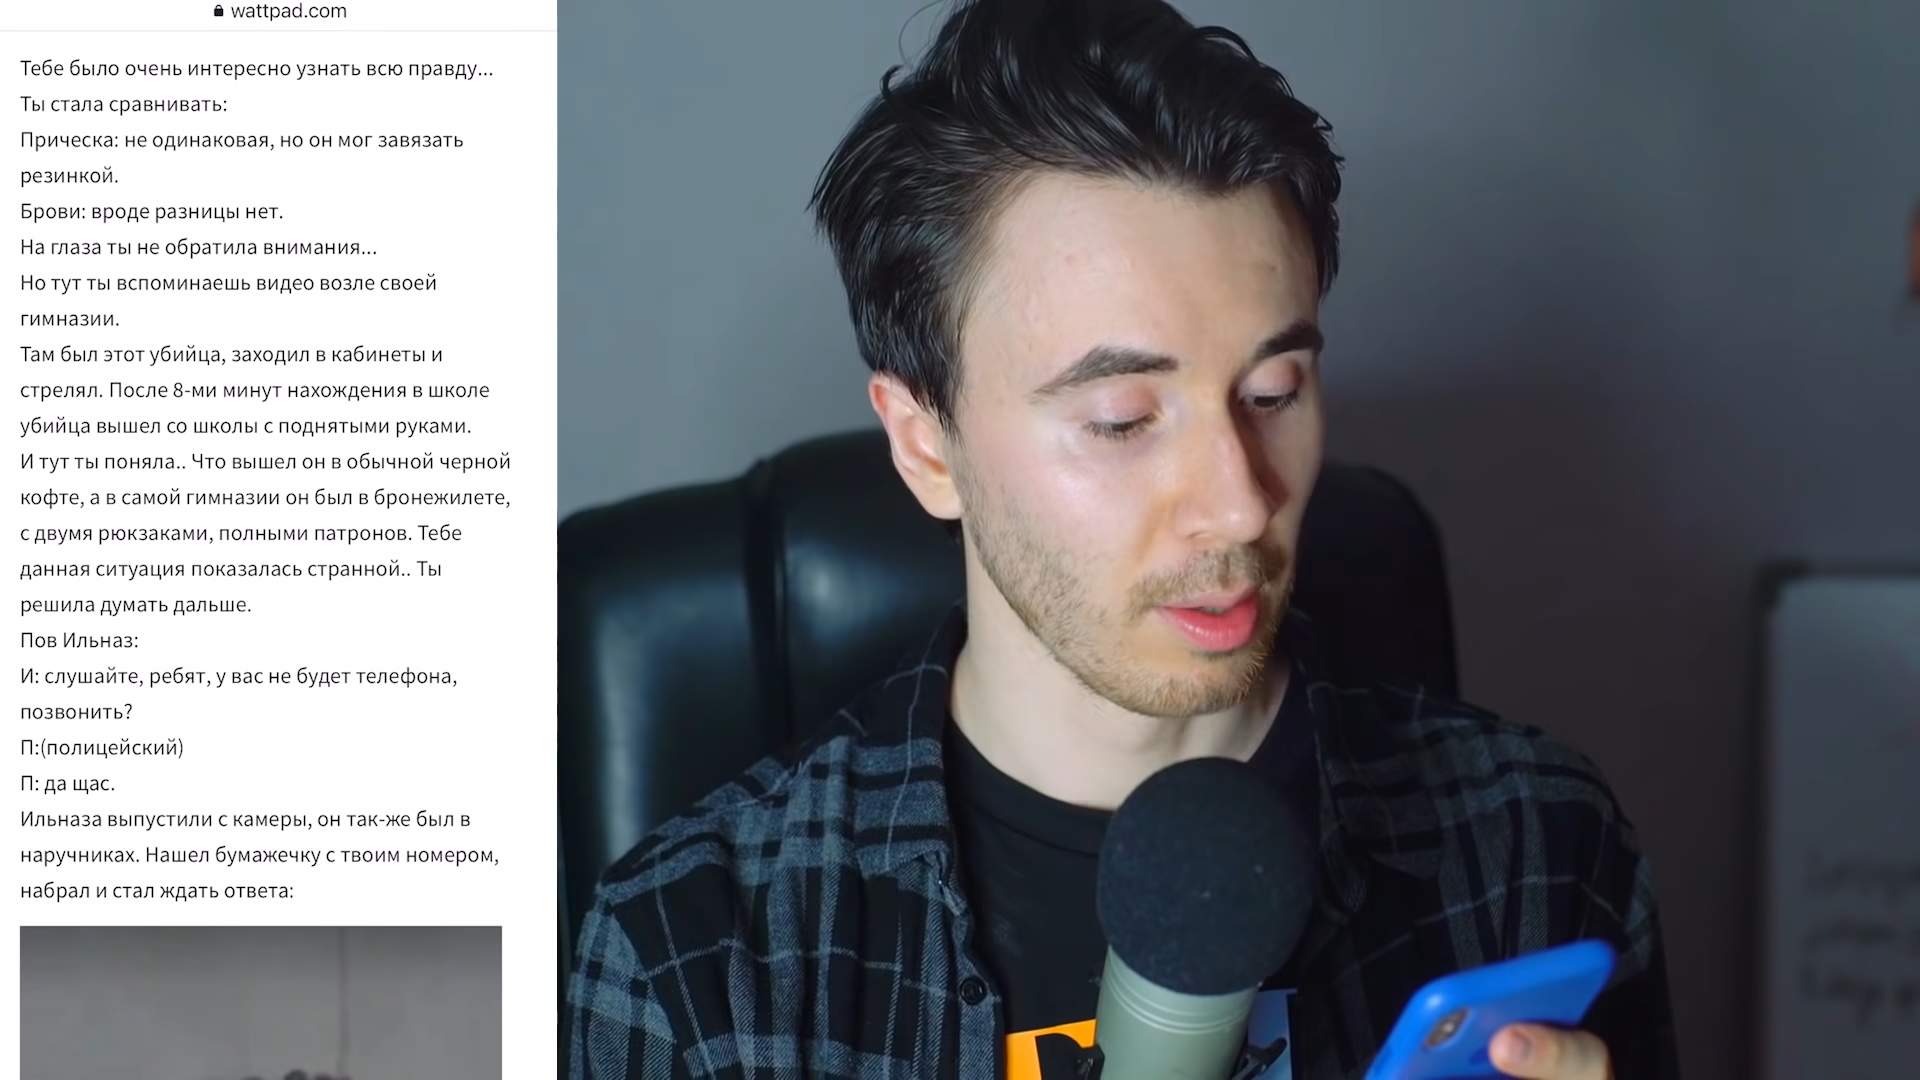 wattpad.com
Тебе было очень интересно узнать всю правду...
Ты стала сравнивать:
Прическа: не одинаковая, но он мог завязать
резинкой.
Брови: вроде разницы нет.
На глаза ты не обратила внимания...
Но тут ты вспоминаешь видео возле своей
гимназии.
Там был этот убийца, заходил в кабинеты и
стрелял. После 8-ми минут нахождения в школе
убийца вышел со школы с поднятыми руками.
И тут ты поняла.. Что вышел он в обычной черной
кофте, а в самой гимназии он был в бронежилете,
с двумя рюкзаками, полными патронов. Тебе
данная ситуация показалась странной.. Ты
решила думать дальше.
Пов Ильназ:
И: слушайте, ребят, у вас не будет телефона,
позвонить?
П:(полицейский)
П: да щас.
Ильназа выпустили с камеры, он так-же был в
наручниках. Нашел бумажечку с твоим номером,
набрал и стал ждать ответа: